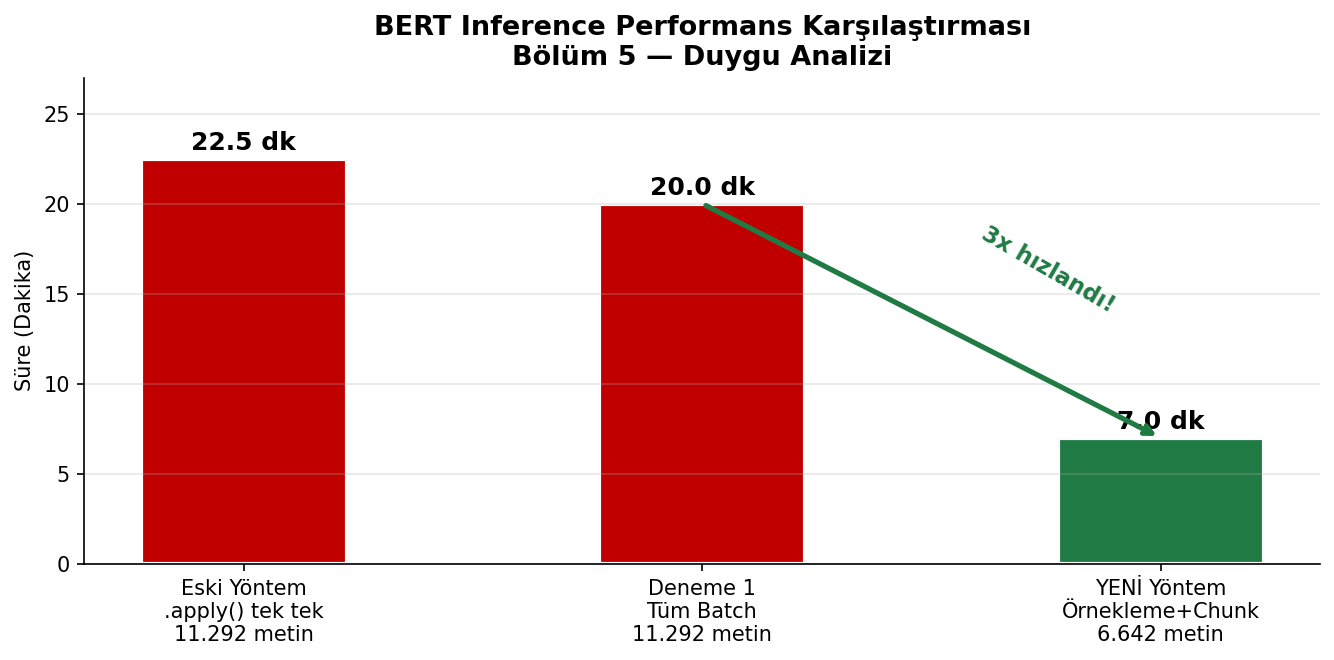 BERT Inference Performans Karşılaştırması
Bölüm 5 — Duygu Analizi
Süre (Dakika)
25
20
15
10
5
0
22.5 dk
20.0 dk
3x hızlandı!
7.0 dk
Eski Yöntem
.apply() tek tek
11.292 metin
Deneme 1
Tüm Batch
11.292 metin
YENİ Yöntem
Örnekleme+Chunk
6.642 metin